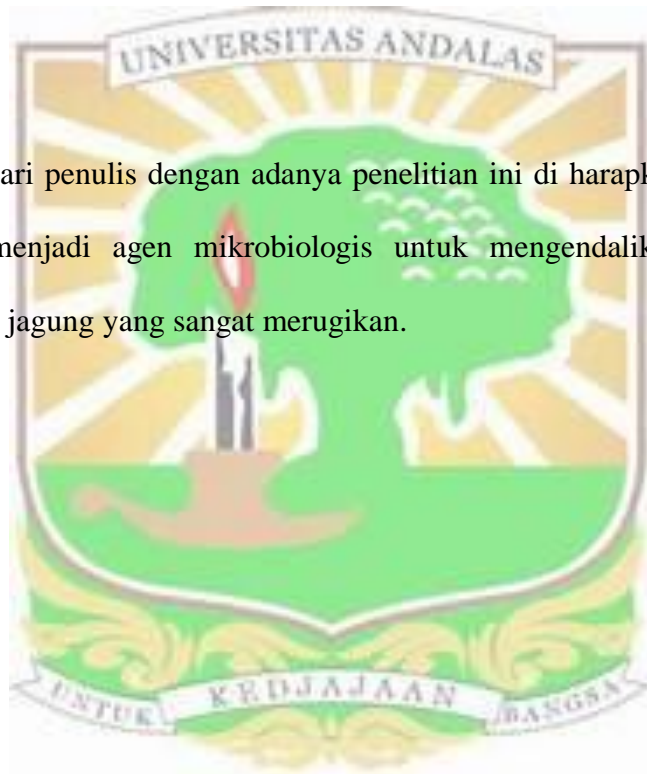 UNIVERSITAS ANDALAS
ari penulis dengan adanya penelitian ini di harapk
menjadi agen mikrobiologis untuk mengendalik
jagung yang sangat merugikan.
UNTUK KEDJAJAAN BANGSA